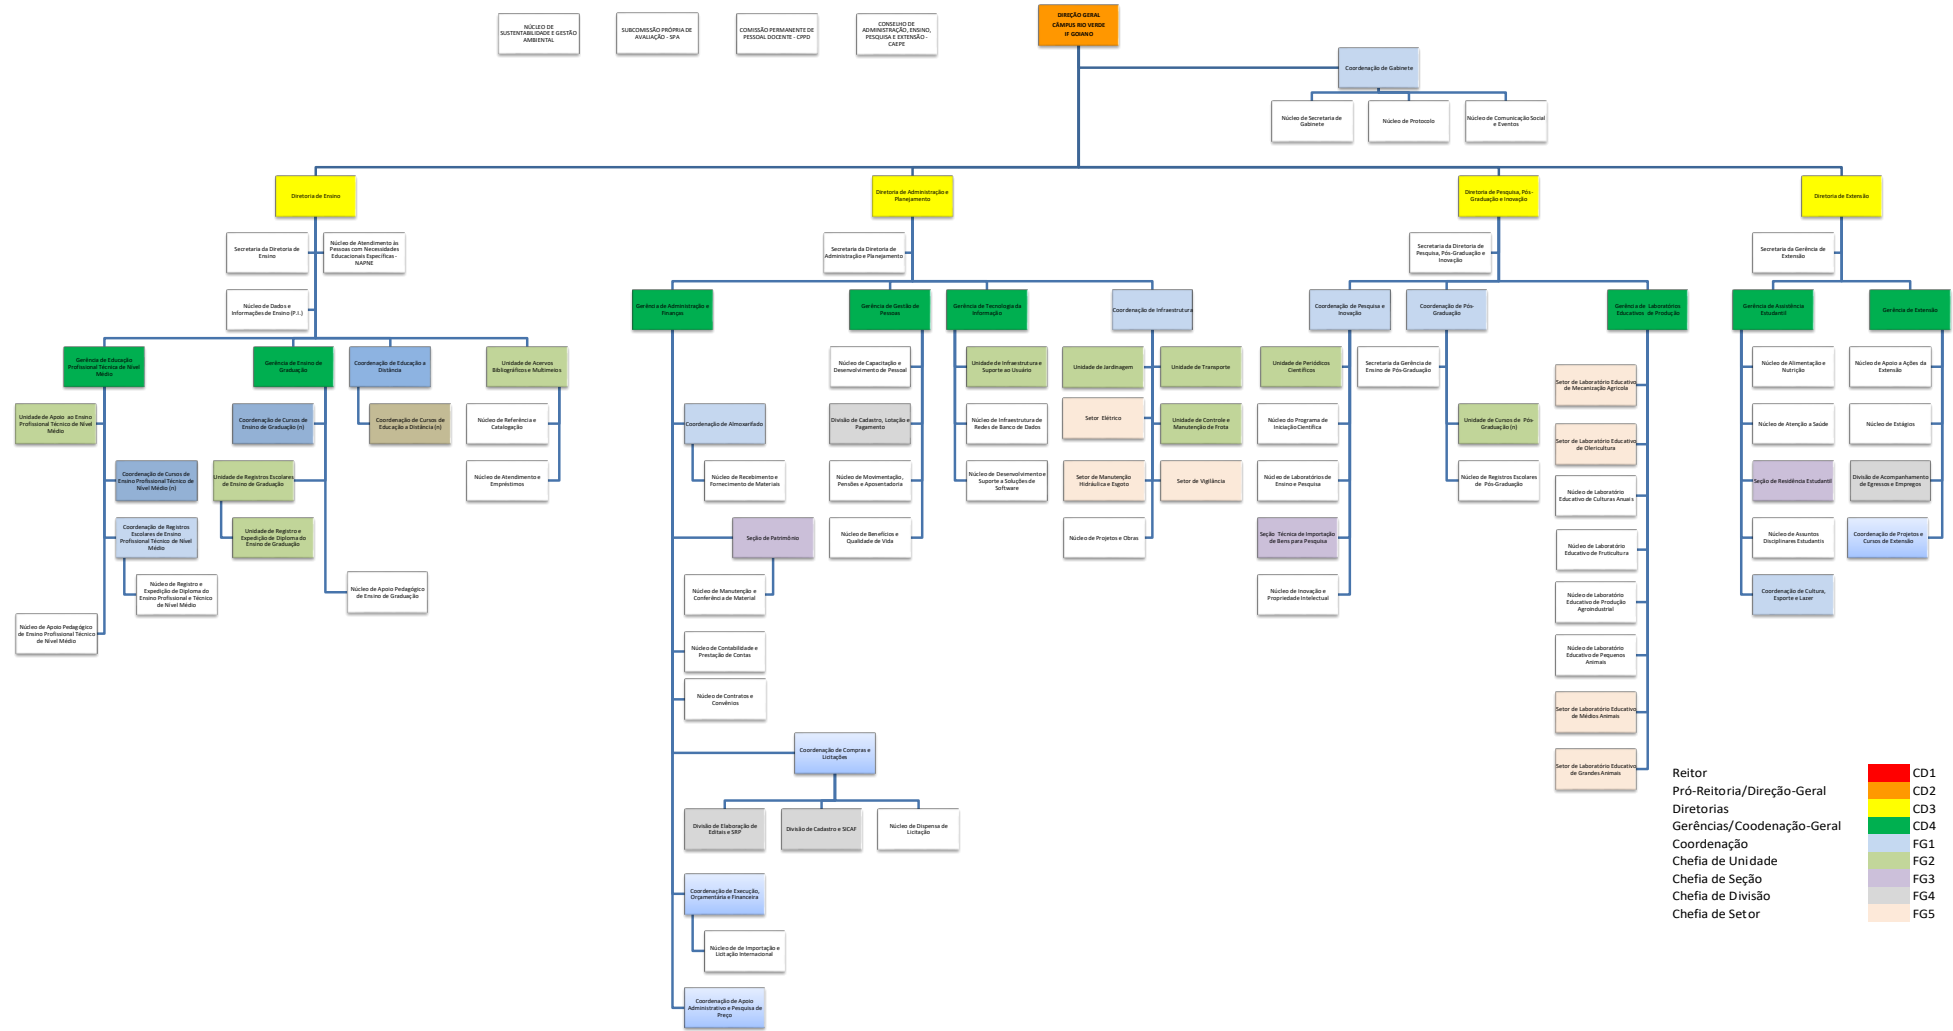 NÚCLEO DE
SUSTENTABILIDADE E GESTÃO
AMBIENTAL
SUBCOMISSÃO PRÓPRIA DE
AVALIAÇÃO - SPA
COMISSÃO PERMANENTE DE
PESSOAL DOCENTE - CPPD
CONSELHO DE
ADMINISTRAÇÃO, ENSINO,
PESQUISA E EXTENSÃO -
CAEPE
DIREÇÃO GERAL
CÂMPUS RIO VERDE
IF GOIANO
Coordenação de Gabinete
Núcleo de Secretaria de
Gabinete
Núcleo de Protocolo
Núcleo de Comunicação Social
e Eventos
Diretoria de Ensino
Diretoria de Administração e
Planejamento
Diretoria de Pesquisa, Pós-
Graduação e Inovação
Diretoria de Extensão
Secretaria da Diretoria de
Ensino
Núcleo de Atendimento às
Pessoas com Necessidades
Educacionais Específicas -
NAPNE
Núcleo de Dados e
Informações de Ensino (P.I.)
Secretaria da Diretoria de
Administração e Planejamento
Secretaria da Diretoria de
Pesquisa, Pós-Graduação e
Inovação
Secretaria da Gerência de
Extensão
Gerência de Educação
Profissional Técnica de Nível
Médio
Gerência de Ensino de
Graduação
Coordenação de Educação a
Distância
Unidade de Acervos
Bibliográficos e Multimeios
Unidade de Apoio ao Ensino
Profissional Técnico de Nível
Médio
Coordenação de Cursos de
Ensino Profissional Técnico de
Nível Médio (n)
Coordenação de Registros
Escolares de Ensino
Profissional Técnico de Nível
Médio
Núcleo de Registro e
Expedição de Diploma do
Ensino Profissional e Técnico
de Nível Médio
Núcleo de Apoio Pedagógico
de Ensino Profissional Técnico
de Nível Médio
Coordenação de Cursos de
Ensino de Graduação (n)
Unidade de Registros Escolares
de Ensino de Graduação
Unidade de Registro e
Expedição de Diploma do
Ensino de Graduação
Núcleo de Apoio Pedagógico
de Ensino de Graduação
Coordenação de Cursos de
Educação a Distância (n)
Núcleo de Referência e
Catalogação
Núcleo de Atendimento e
Empréstimos
Gerência de Administração e
Finanças
Gerência de Gestão de
Pessoas
Gerência de Tecnologia da
Informação
Coordenação de Infraestrutura
Coordenação de Almoxarifado
Núcleo de Recebimento e
Fornecimento de Materiais
Seção de Patrimônio
Núcleo de Manutenção e
Conferência de Material
Núcleo de Contabilidade e
Prestação de Contas
Núcleo de Contratos e
Convênios
Coordenação de Compras e
Licitações
Divisão de Elaboração de
Editais e SRP
Divisão de Cadastro e SICAF
Núcleo de Dispensa de
Licitação
Coordenação de Execução,
Orçamentária e Financeira
Núcleo de de Importação e
Licitação Internacional
Coordenação de Apoio
Administrativo e Pesquisa de
Preço
Núcleo de Capacitação e
Desenvolvimento de Pessoal
Divisão de Cadastro, Lotação e
Pagamento
Núcleo de Movimentação,
Pensões e Aposentadoria
Núcleo de Benefícios e
Qualidade de Vida
Unidade de Infraestrutura e
Suporte ao Usuário
Núcleo de Infraestrutura de
Redes de Banco de Dados
Núcleo de Desenvolvimento e
Suporte a Soluções de
Software
Unidade de Jardinagem
Unidade de Transporte
Setor Elétrico
Unidade de Controle e
Manutenção de Frota
Setor de Manutenção
Hidráulica e Esgoto
Setor de Vigilância
Núcleo de Projetos e Obras
Coordenação de Pesquisa e
Inovação
Coordenação de Pós-
Graduação
Gerência de Laboratórios
Educativos de Produção
Unidade de Periódicos
Científicos
Núcleo do Programa de
Iniciação Científica
Núcleo de Laboratórios de
Ensino e Pesquisa
Seção Técnica de Importação
de Bens para Pesquisa
Núcleo de Inovação e
Propriedade Intelectual
Secretaria da Gerência de
Ensino de Pós-Graduação
Unidade de Cursos de Pós-
Graduação (n)
Núcleo de Registros Escolares
de Pós-Graduação
Setor de Laboratório Educativo
de Mecanização Agrícola
Setor de Laboratório Educativo
de Olericultura
Núcleo de Laboratório
Educativo de Culturas Anuais
Núcleo de Laboratório
Educativo de Fruticultura
Núcleo de Laboratório
Educativo de Produção
Agroindustrial
Núcleo de Laboratório
Educativo de Pequenos
Animais
Setor de Laboratório Educativo
de Médios Animais
Setor de Laboratório Educativo
de Grandes Animais
Gerência de Assistência
Estudantil
Gerência de Extensão
Núcleo de Alimentação e
Nutrição
Núcleo de Atenção a Saúde
Seção de Residência Estudantil
Núcleo de Assuntos
Disciplinares Estudantis
Coordenação de Cultura,
Esporte e Lazer
Núcleo de Apoio a Ações da
Extensão
Núcleo de Estágios
Divisão de Acompanhamento
de Egressos e Empregos
Coordenação de Projetos e
Cursos de Extensão
Reitor CD1
Pró-Reitoria/Direção-Geral CD2
Diretorias CD3
Gerências/Coodenação-Geral CD4
Coordenação FG1
Chefia de Unidade FG2
Chefia de Seção FG3
Chefia de Divisão FG4
Chefia de Setor FG5